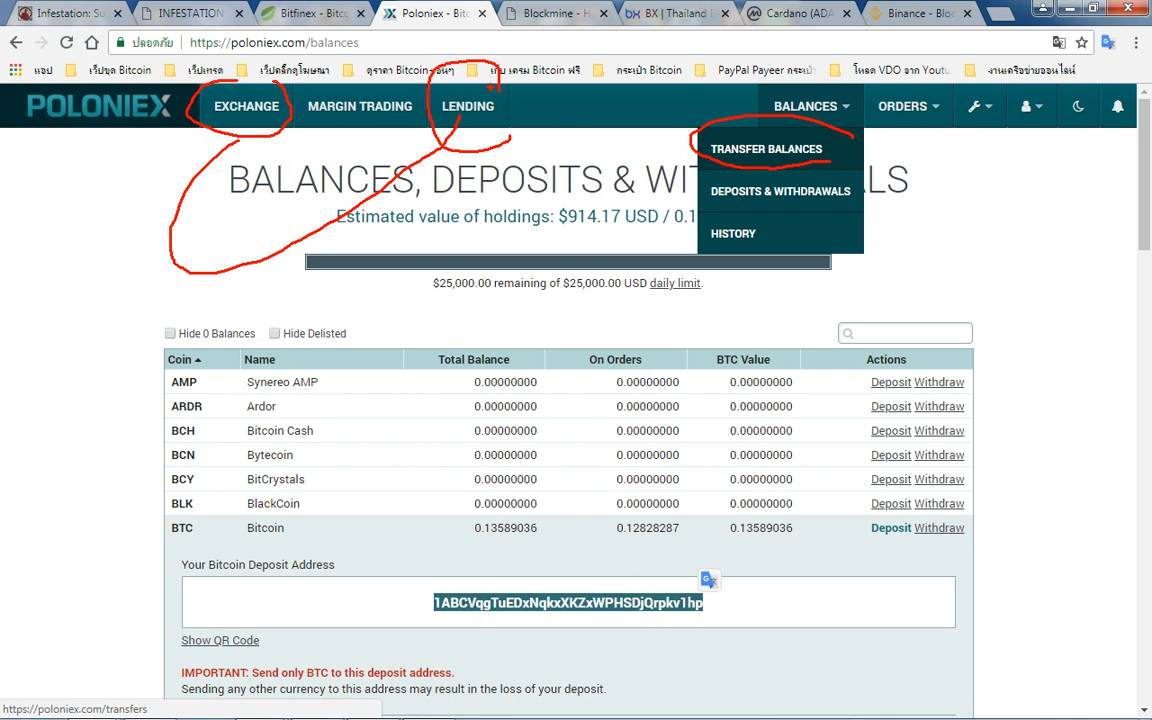 Infestation: Su
INFESTATION
Bitfinex - Bitc
Poloniex - Bitc
Blockmine - H
BX | Thailand E
Cardano (ADA
Binance - Bloc
ปลอดภัย https://poloniex.com/balances
แอป เว็ปขุด Bitcoin เว็ปเทรด เว็ปคลิ๊กดูโฆษณา ดูราคา Bitcoin-อื่นๆ เก็บ เครม Bitcoin ฟรี กระเป๋า Bitcoin PayPal Payeer กระเป๋ โหลด VDO จาก Youtu งานเครือข่ายออนไลน์
POLONIEX EXCHANGE MARGIN TRADING LENDING BALANCES ORDERS
TRANSFER BALANCES
DEPOSITS & WITHDRAWALS
HISTORY
BALANCES, DEPOSITS & WI ALS
Estimated value of holdings: $914.17 USD / 0.1
$25,000.00 remaining of $25,000.00 USD daily limit.
Hide 0 Balances Hide Delisted
Coin Name Total Balance On Orders BTC Value Actions
AMP Synereo AMP 0.00000000 0.00000000 0.00000000 Deposit Withdraw
ARDR Ardor 0.00000000 0.00000000 0.00000000 Deposit Withdraw
BCH Bitcoin Cash 0.00000000 0.00000000 0.00000000 Deposit Withdraw
BCN Bytecoin 0.00000000 0.00000000 0.00000000 Deposit Withdraw
BCY BitCrystals 0.00000000 0.00000000 0.00000000 Deposit Withdraw
BLK BlackCoin 0.00000000 0.00000000 0.00000000 Deposit Withdraw
BTC Bitcoin 0.13589036 0.12828287 0.13589036 Deposit Withdraw
Your Bitcoin Deposit Address
1ABCVqgTuEDxNqkxXKZxWPHSDjQrpkv1hp
Show QR Code
IMPORTANT: Send only BTC to this deposit address.
Sending any other currency to this address may result in the loss of your deposit.
https://poloniex.com/transfers